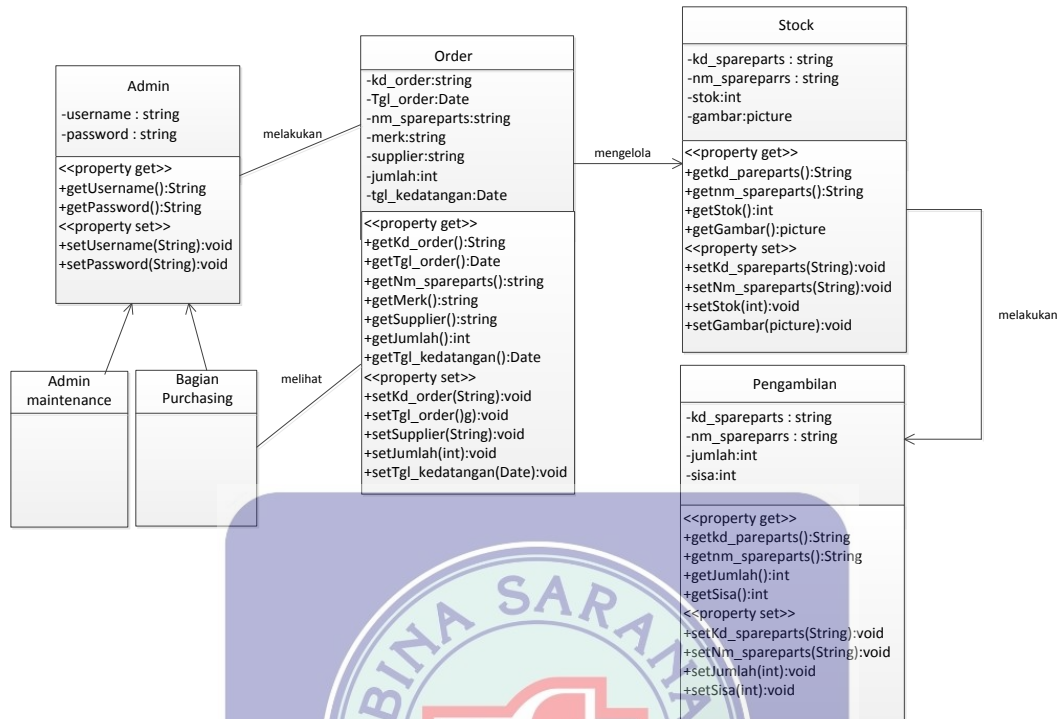 Admin
-username : string
-password : string
<<property get>>
+getUsername():String
+getPassword():String
<<property set>>
+setUsername(String):void
+setPassword(String):void
melakukan
Order
-kd_order:string
-Tgl_order:Date
-nm_spareparts:string
-merk:string
-supplier:string
-jumlah:int
-tgl_kedatangan:Date
<<property get>>
+getKd_order():String
+getTgl_order():Date
+getNm_spareparts():string
+getMerk():string
+getSupplier():string
+getJumlah():int
+getTgl_kedatangan():Date
<<property set>>
+setKd_order(String):void
+setTgl_order()g):void
+setSupplier(String):void
+setJumlah(int):void
+setTgl_kedatangan(Date):void
mengelola
Stock
-kd_spareparts : string
-nm_spareparrs : string
-stok:int
-gambar:picture
<<property get>>
+getkd_pareparts():String
+getnm_spareparts():String
+getStok():int
+getGambar():picture
<<property set>>
+setKd_spareparts(String):void
+setNm_spareparts(String):void
+setStok(int):void
+setGambar(picture):void
melakukan
Admin
maintenance
Bagian
Purchasing
melihat
Pengambilan
-kd_spareparts : string
-nm_spareparrs : string
-jumlah:int
-sisa:int
<<property get>>
+getkd_pareparts():String
+getnm_spareparts():String
+getJumlah():int
+getSisa():int
<<property set>>
+setKd_spareparts(String):void
+setNm_spareparts(String):void
+setJumlah(int):void
+setSisa(int):void
BINA SARANA